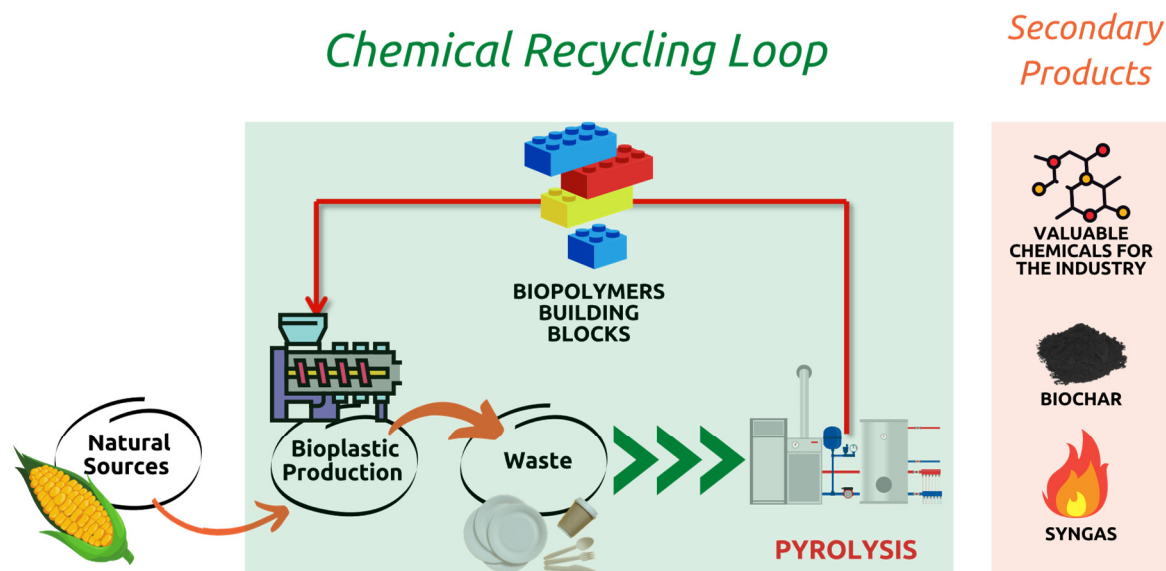 Chemical Recycling Loop
Secondary
Products
BIOPOLYMERS
BUILDING
BLOCKS
VALUABLE
CHEMICALS FOR
THE INDUSTRY
BIOCHAR
Natural
Sources
Bioplastic
Production
Waste
PYROLYSIS
SYNGAS